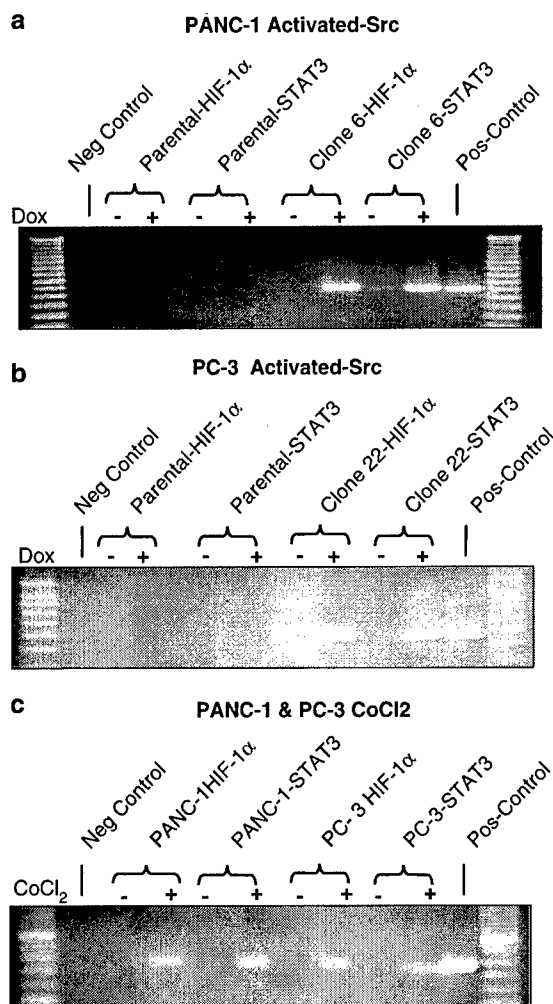 a
PANC-1 Activated-Src
Neg Control
Parental-HIF-1α
Parental-STAT3
Clone 6-HIF-1α
Clone 6-STAT3
Pos-Control
Dox - + - + - + - +
b
PC-3 Activated-Src
Neg Control
Parental-HIF-1α
Parental-STAT3
Clone 22-HIF-1α
Clone 22-STAT3
Pos-Control
Dox - + - + - + - +
c
PANC-1 & PC-3 CoCl2
Neg Control
PANC-1HIF-1α
PANC-1-STAT3
PC- 3 HIF-1α
PC-3-STAT3
Pos-Control
CoCl₂ - + - + - + - +